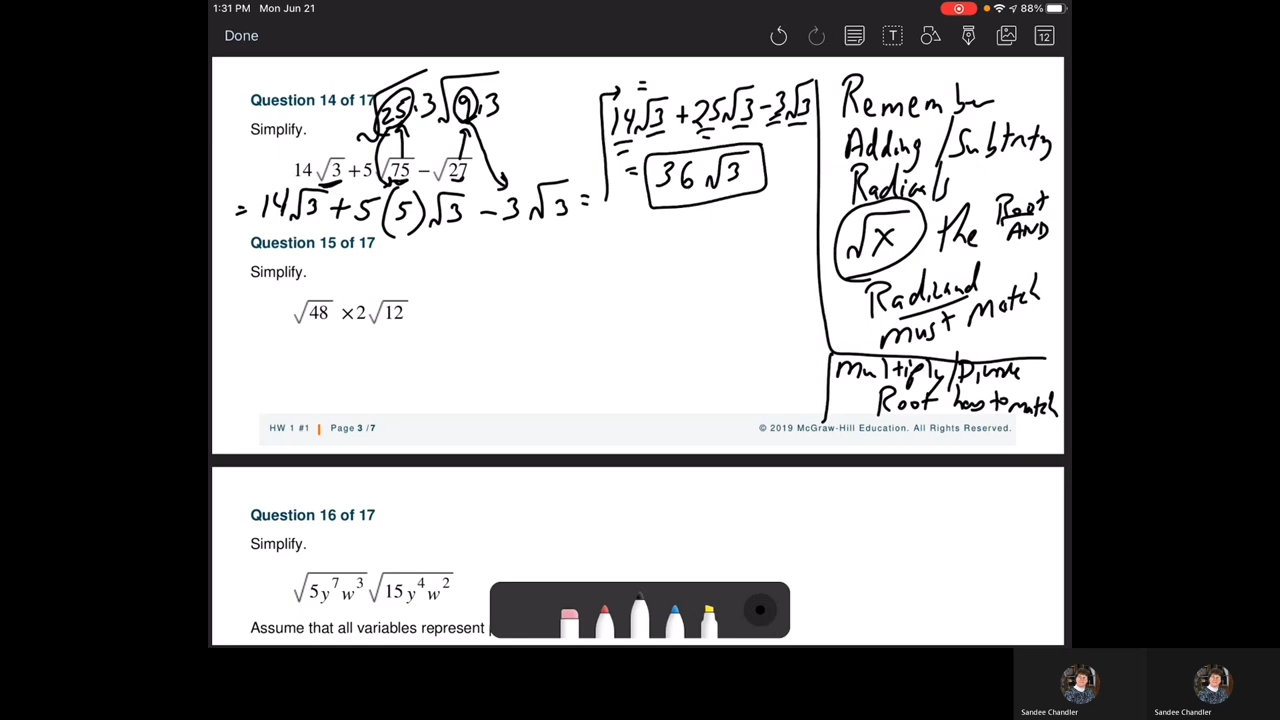 1:31 PM Mon Jun 21
88%
Done
T
12
Question 14 of 17
√25·3 √9·3
Simplify.
14√3 + 5√75 − √27
= 14√3 + 5(5)√3 − 3√3 =
=
14√3 + 25√3 − 3√3
= 36√3
Remember
Adding / Subtrtg
Radicals
√x the Root
AND
Radicand
must match
Multiply / Divide
Root has to match
Question 15 of 17
Simplify.
√48 ×2√12
HW 1 #1 | Page 3 / 7
© 2019 McGraw-Hill Education. All Rights Reserved.
Question 16 of 17
Simplify.
√5y⁷w³ √15y⁴w²
Assume that all variables represent
Sandee Chandler
Sandee Chandler